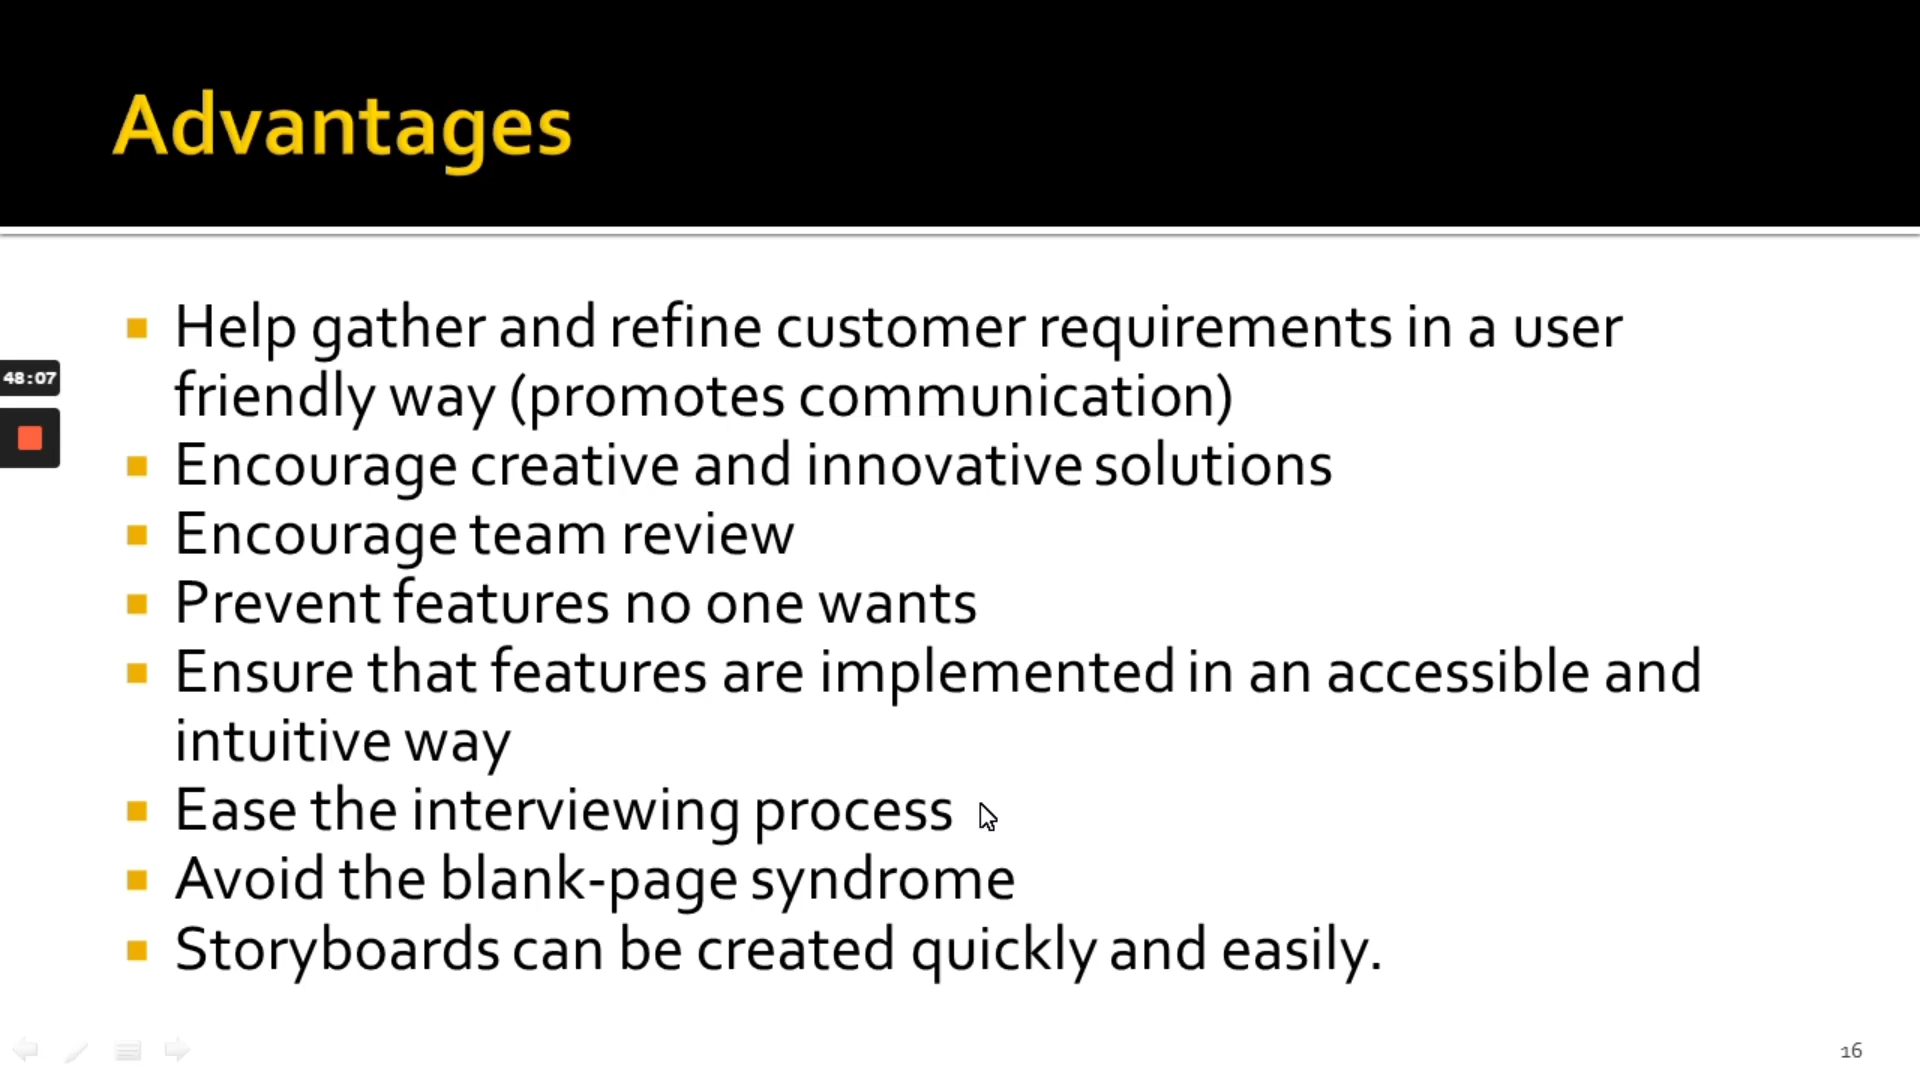 Advantages
Help gather and refine customer requirements in a user
friendly way (promotes communication)
48:07
Encourage creative and innovative solutions
Encourage team review
Prevent features no one wants
Ensure that features are implemented in an accessible and
intuitive way
Ease the interviewing process
Avoid the blank-page syndrome
Storyboards can be created quickly and easily.
16